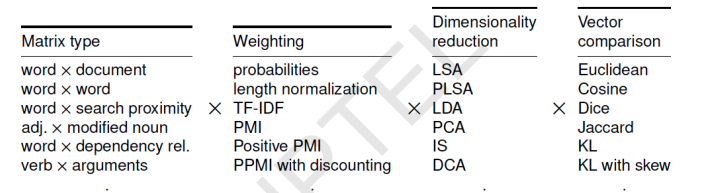 Matrix type Weighting Dimensionality reduction Vector comparison
word × document probabilities LSA Euclidean
word × word length normalization PLSA Cosine
word × search proximity × TF-IDF × LDA × Dice
adj. × modified noun PMI PCA Jaccard
word × dependency rel. Positive PMI IS KL
verb × arguments PPMI with discounting DCA KL with skew
NPTEL